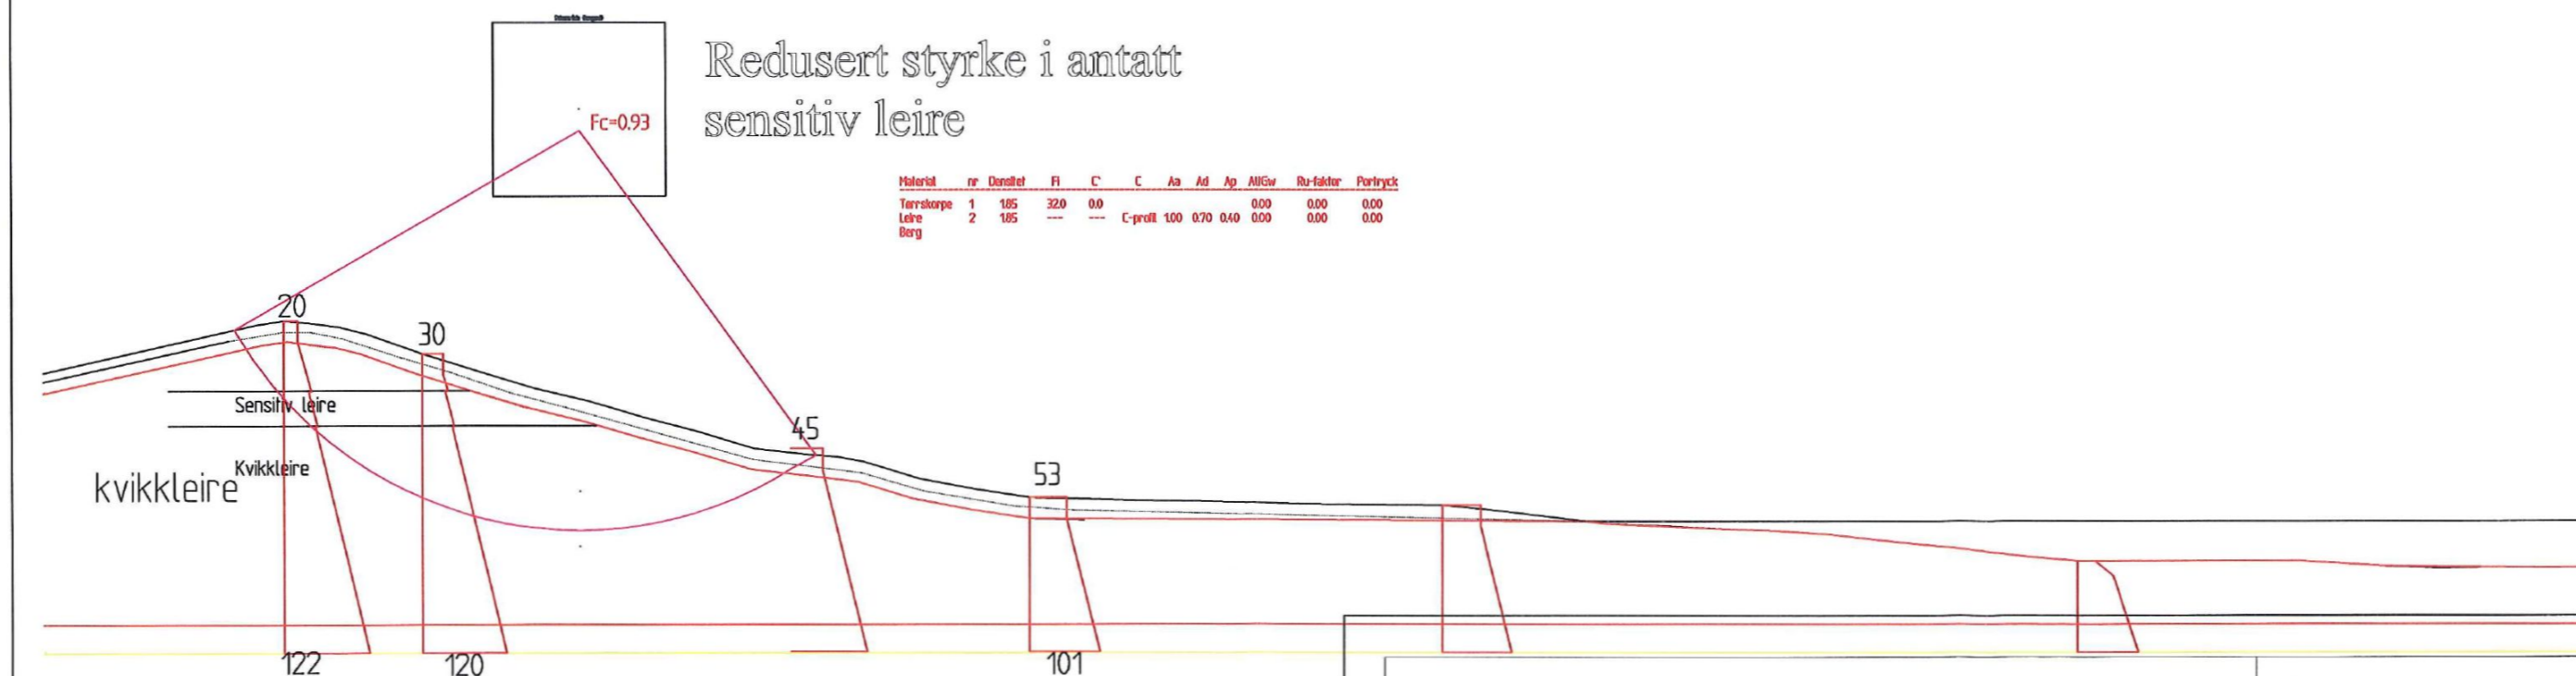 Redusert styrke i antatt
sensitiv leire
Fc=0.93
Material nr Densitet Fi C' C Aa Ad Ap AUGw Ru-faktor Portryck
Tørrskorpe 1 1.85 32.0 0.0 0.00 0.00 0.00
Leire 2 1.85 --- --- C-profil 1.00 0.70 0.40 0.00 0.00 0.00
Berg
20
30
Sensitiv leire
45
Kvikkleire
kvikkleire
53
122
120
101